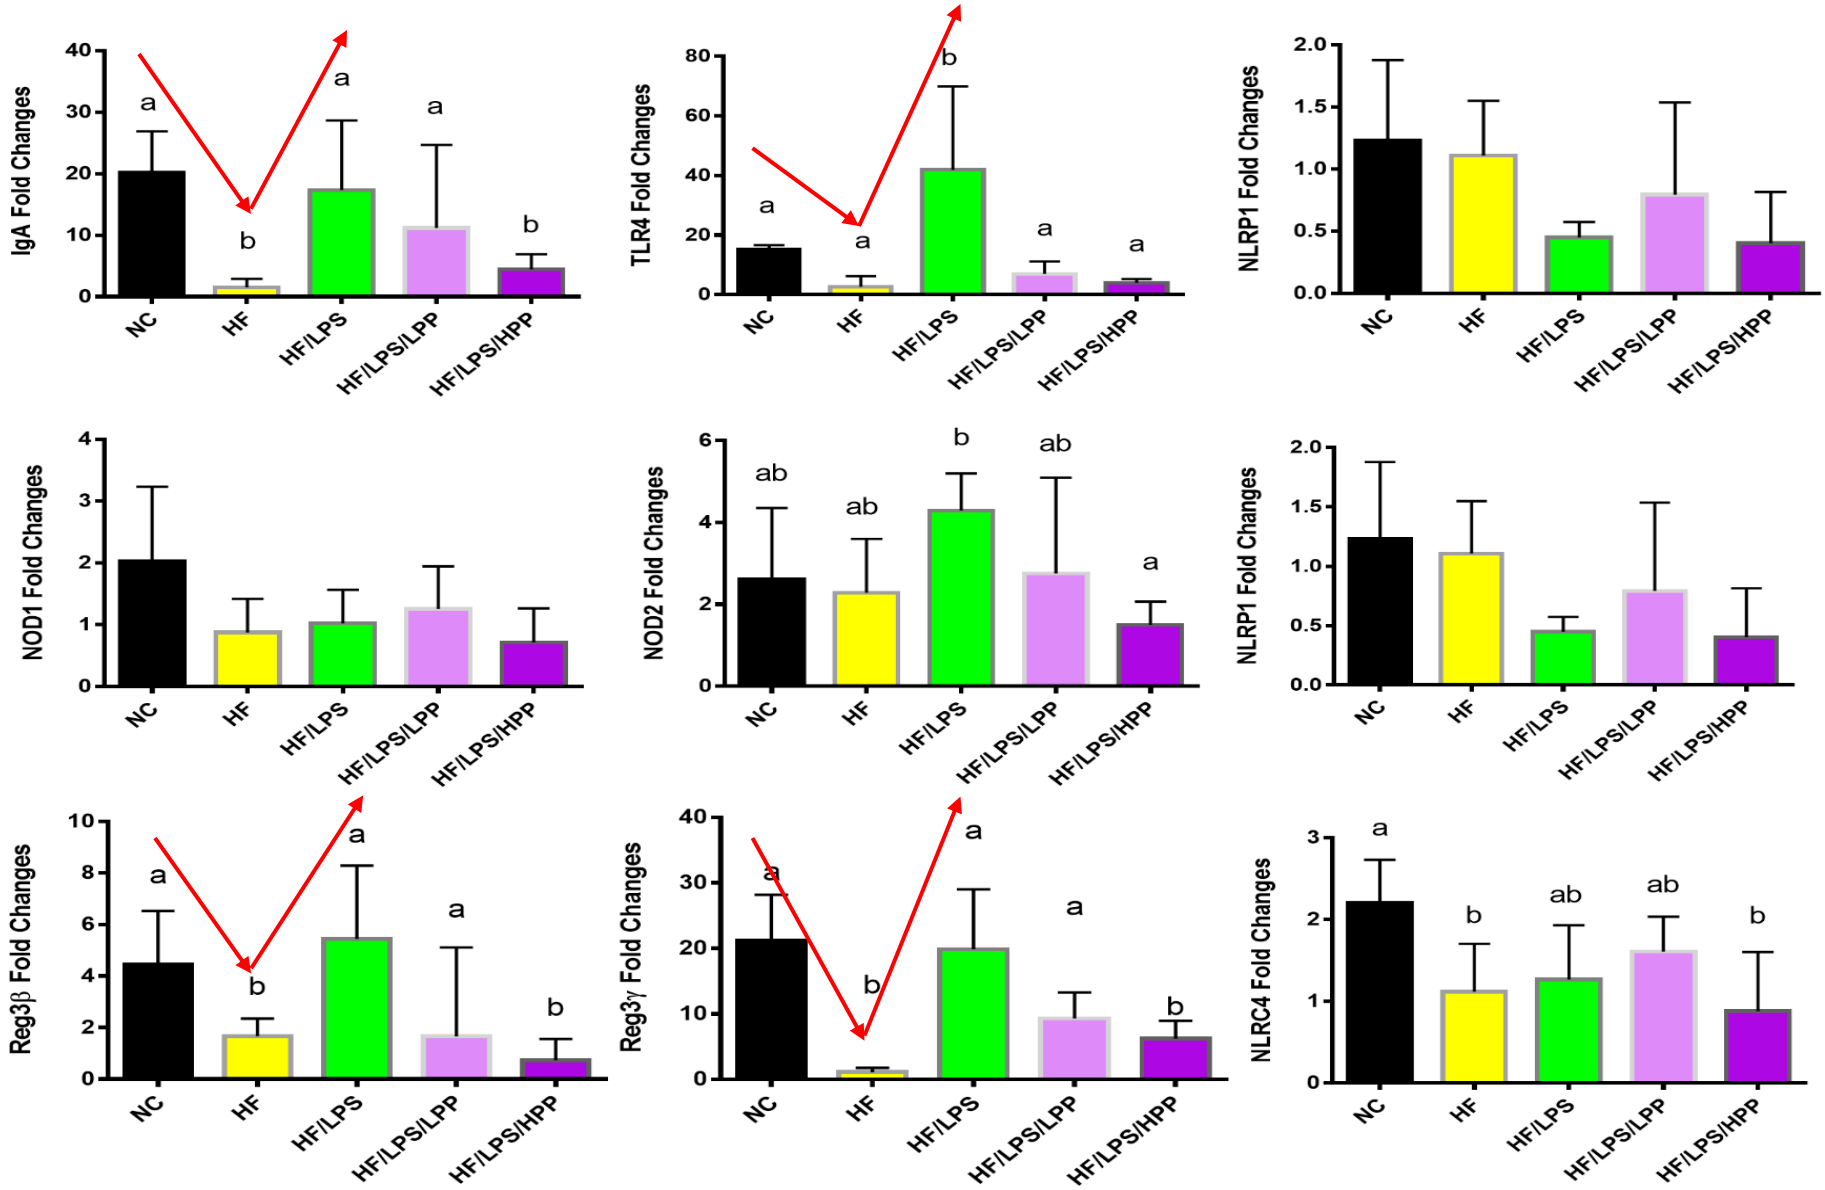 IgA Fold Changes
40
30
20
10
0
a
b
a
a
b
NC
HF
HF/LPS
HF/LPS/LPP
HF/LPS/HPP
TLR4 Fold Changes
80
60
40
20
0
a
a
b
a
a
NC
HF
HF/LPS
HF/LPS/LPP
HF/LPS/HPP
NLRP1 Fold Changes
2.0
1.5
1.0
0.5
0.0
NC
HF
HF/LPS
HF/LPS/LPP
HF/LPS/HPP
NOD1 Fold Changes
4
3
2
1
0
NC
HF
HF/LPS
HF/LPS/LPP
HF/LPS/HPP
NOD2 Fold Changes
6
4
2
0
ab
ab
b
ab
a
NC
HF
HF/LPS
HF/LPS/LPP
HF/LPS/HPP
NLRP1 Fold Changes
2.0
1.5
1.0
0.5
0.0
NC
HF
HF/LPS
HF/LPS/LPP
HF/LPS/HPP
Reg3β Fold Changes
10
8
6
4
2
0
a
b
a
a
b
NC
HF
HF/LPS
HF/LPS/LPP
HF/LPS/HPP
Reg3γ Fold Changes
40
30
20
10
0
a
b
a
a
b
NC
HF
HF/LPS
HF/LPS/LPP
HF/LPS/HPP
NLRC4 Fold Changes
3
2
1
0
a
b
ab
ab
b
NC
HF
HF/LPS
HF/LPS/LPP
HF/LPS/HPP